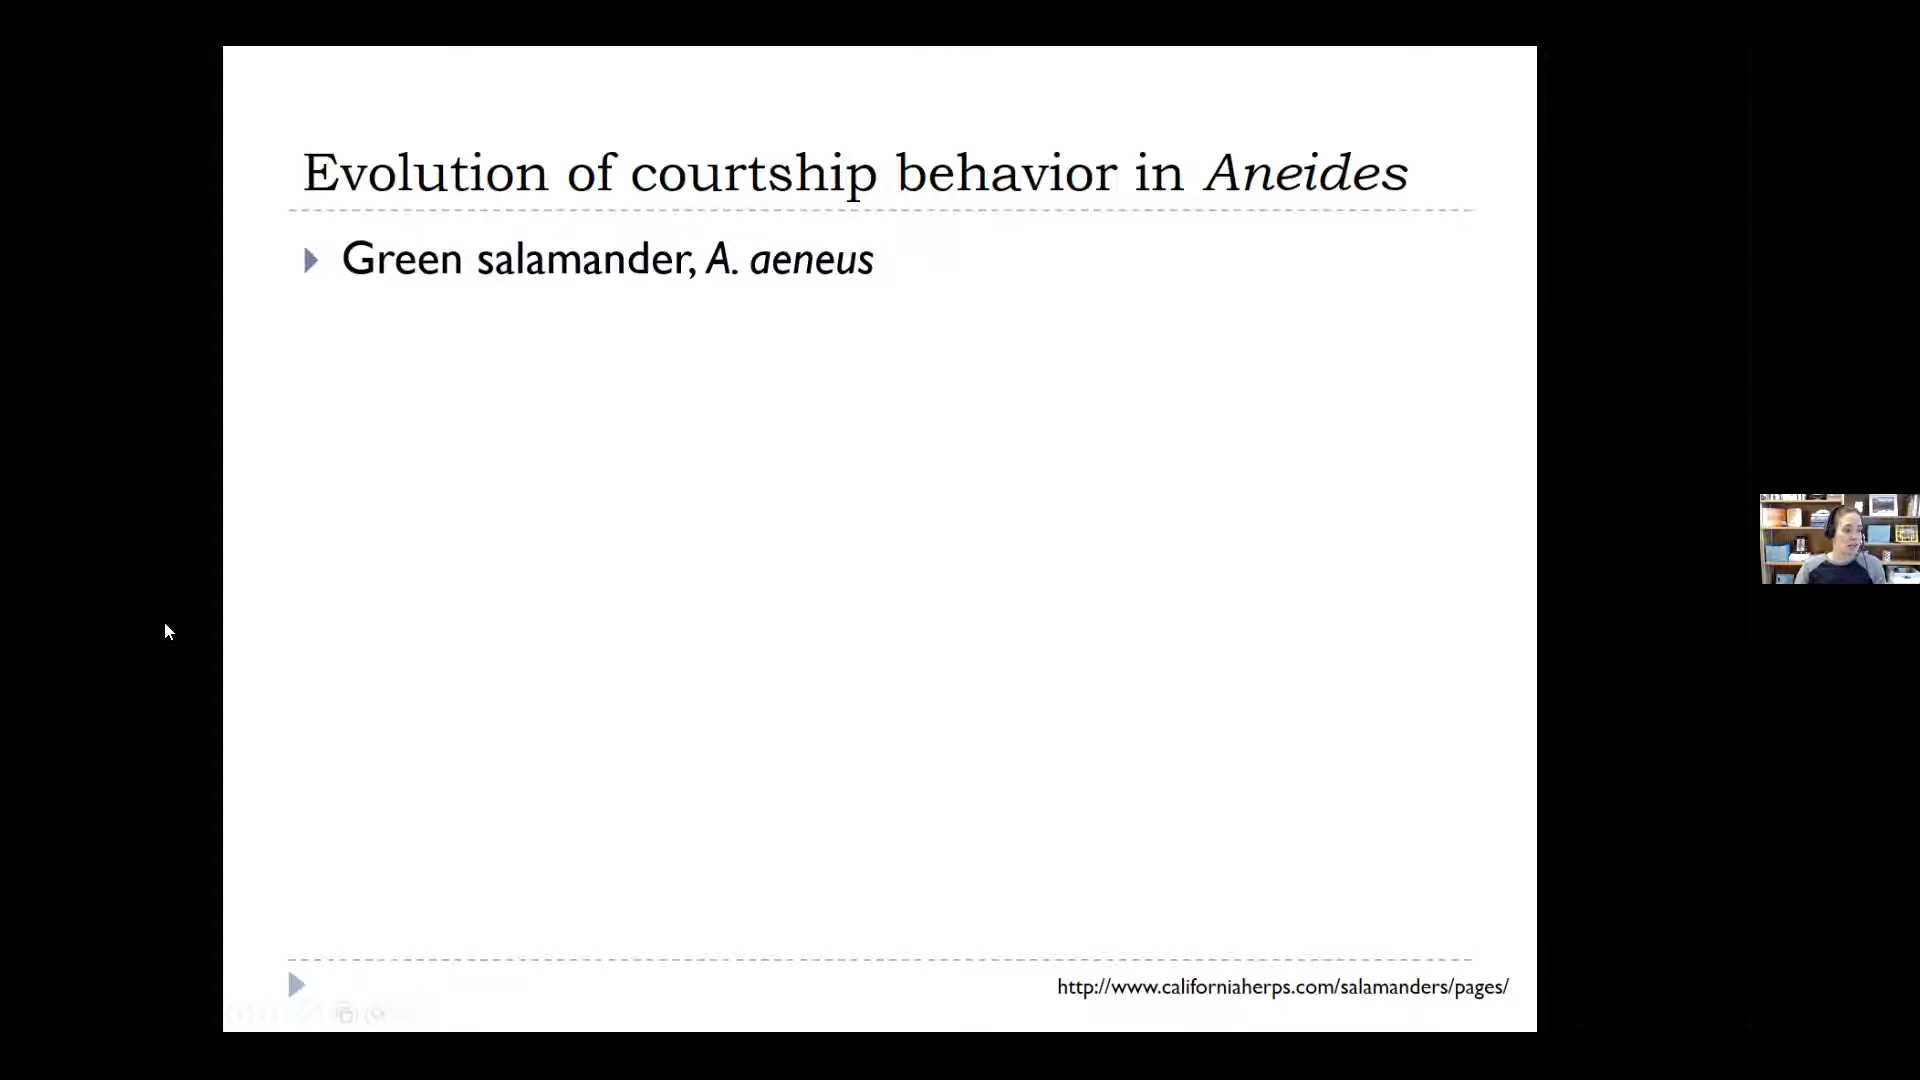 Evolution of courtship behavior in Aneides
Green salamander, A. aeneus
http://www.californiaherps.com/salamanders/pages/